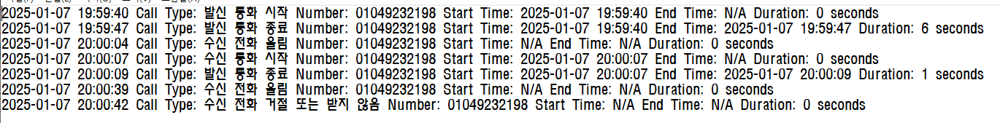 2025-01-07 19:59:40 Call Type: 발신 통화 시작 Number: 01049232198 Start Time: 2025-01-07 19:59:40 End Time: N/A Duration: 0 seconds
2025-01-07 19:59:47 Call Type: 발신 통화 종료 Number: 01049232198 Start Time: 2025-01-07 19:59:40 End Time: 2025-01-07 19:59:47 Duration: 6 seconds
2025-01-07 20:00:04 Call Type: 수신 전화 울림 Number: 01049232198 Start Time: N/A End Time: N/A Duration: 0 seconds
2025-01-07 20:00:07 Call Type: 수신 통화 시작 Number: 01049232198 Start Time: 2025-01-07 20:00:07 End Time: N/A Duration: 0 seconds
2025-01-07 20:00:09 Call Type: 발신 통화 종료 Number: 01049232198 Start Time: 2025-01-07 20:00:07 End Time: 2025-01-07 20:00:09 Duration: 1 seconds
2025-01-07 20:00:39 Call Type: 수신 전화 울림 Number: 01049232198 Start Time: N/A End Time: N/A Duration: 0 seconds
2025-01-07 20:00:42 Call Type: 수신 전화 거절 또는 받지 않음 Number: 01049232198 Start Time: N/A End Time: N/A Duration: 0 seconds